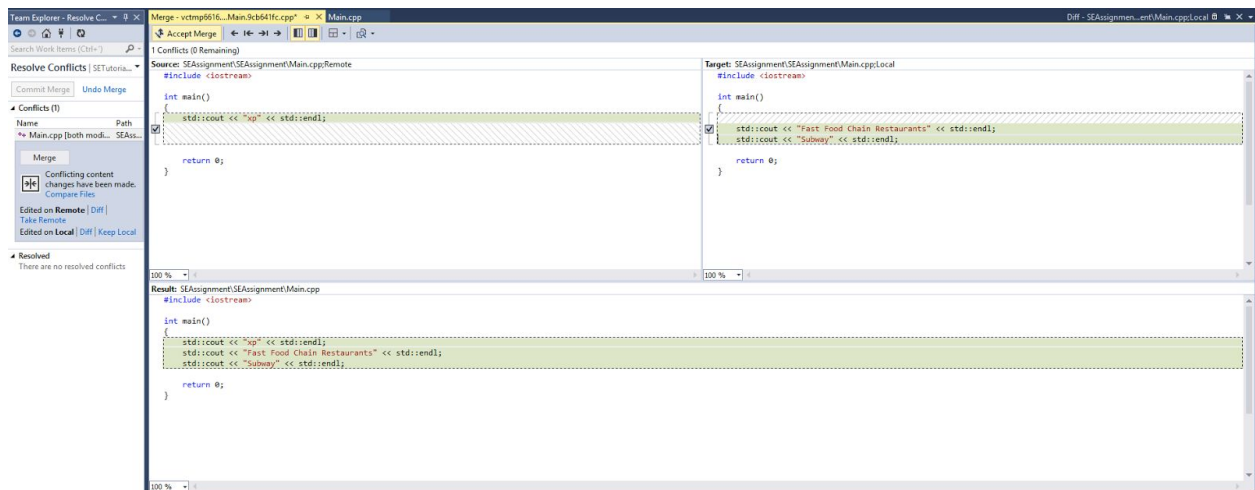 Team Explorer - Resolve C...
Merge - vctmp6616....Main.9cb641fc.cpp*
Main.cpp
Diff - SEAssignmen...ent\Main.cpp;Local
Accept Merge
Search Work Items (Ctrl+')
1 Conflicts (0 Remaining)
Resolve Conflicts | SETutoria...
Commit Merge Undo Merge
Conflicts (1)
Name Path
Main.cpp [both modi... SEAss...
Merge
Conflicting content
changes have been made.
Compare Files
Edited on Remote | Diff |
Take Remote
Edited on Local | Diff | Keep Local
Resolved
There are no resolved conflicts
Source: SEAssignment\SEAssignment\Main.cpp;Remote
#include <iostream>
int main()
{
std::cout << "xp" << std::endl;
return 0;
}
100 %
Target: SEAssignment\SEAssignment\Main.cpp;Local
#include <iostream>
int main()
{
std::cout << "Fast Food Chain Restaurants" << std::endl;
std::cout << "Subway" << std::endl;
return 0;
}
100 %
Result: SEAssignment\SEAssignment\Main.cpp
#include <iostream>
int main()
{
std::cout << "xp" << std::endl;
std::cout << "Fast Food Chain Restaurants" << std::endl;
std::cout << "Subway" << std::endl;
return 0;
}
100 %